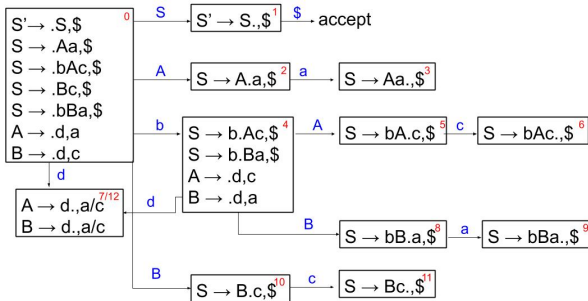 S'→ .S,$ 0
S → .Aa,$
S → .bAc,$
S → .Bc,$
S → .bBa,$
A → .d,a
B → .d,c
S
S' → S.,$ 1
$
accept
A
S → A.a,$ 2
a
S → Aa.,$ 3
b
S → b.Ac,$ 4
S → b.Ba,$
A → .d,c
B → .d,a
A
S → bA.c,$ 5
c
S → bAc.,$ 6
d
A → d.,a/c 7/12
B → d.,a/c
d
B
S → bB.a,$ 8
a
S → bBa.,$ 9
B
S → B.c,$ 10
c
S → Bc.,$ 11